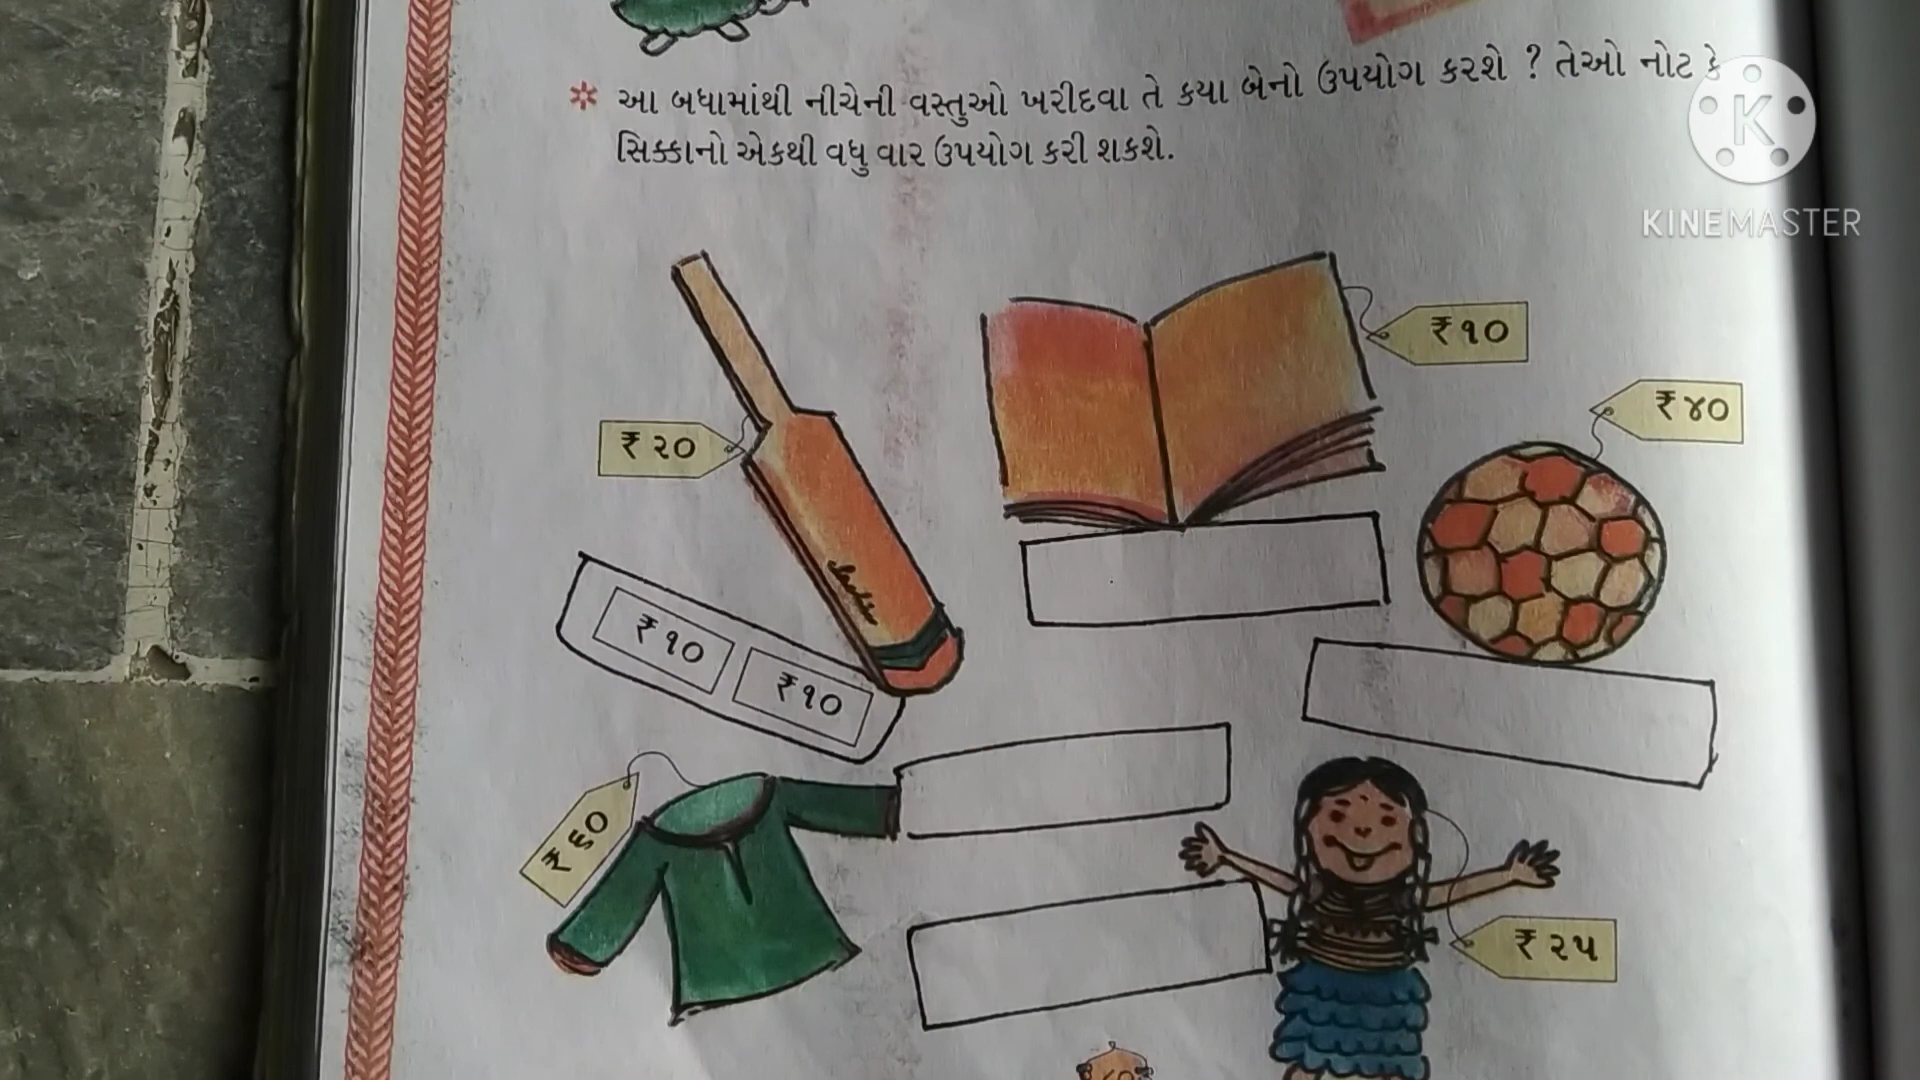 * આ બધામાંથી નીચેની વસ્તુઓ ખરીદવા તે કયા બેનો ઉપયોગ કરશે ? તેઓ નોટ કે
સિક્કાનો એકથી વધુ વાર ઉપયોગ કરી શકશે.
K
KINEMASTER
₹ ૧૦
₹ ૪૦
₹ ૨૦
₹ ૧૦
₹ ૧૦
₹ ૬૦
₹ ૨૫